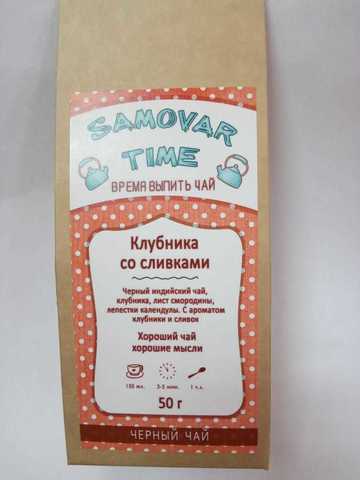 SAMOVAR
TIME
ВРЕМЯ ВЫПИТЬ ЧАЙ
Клубника
со сливками
Черный индийский чай,
клубника, лист смородины,
лепестки календулы. С ароматом
клубники и сливок
Хороший чай
хорошие мысли
150 мл. 3-5 мин. 1 ч.л.
50 г
ЧЕРНЫЙ ЧАЙ